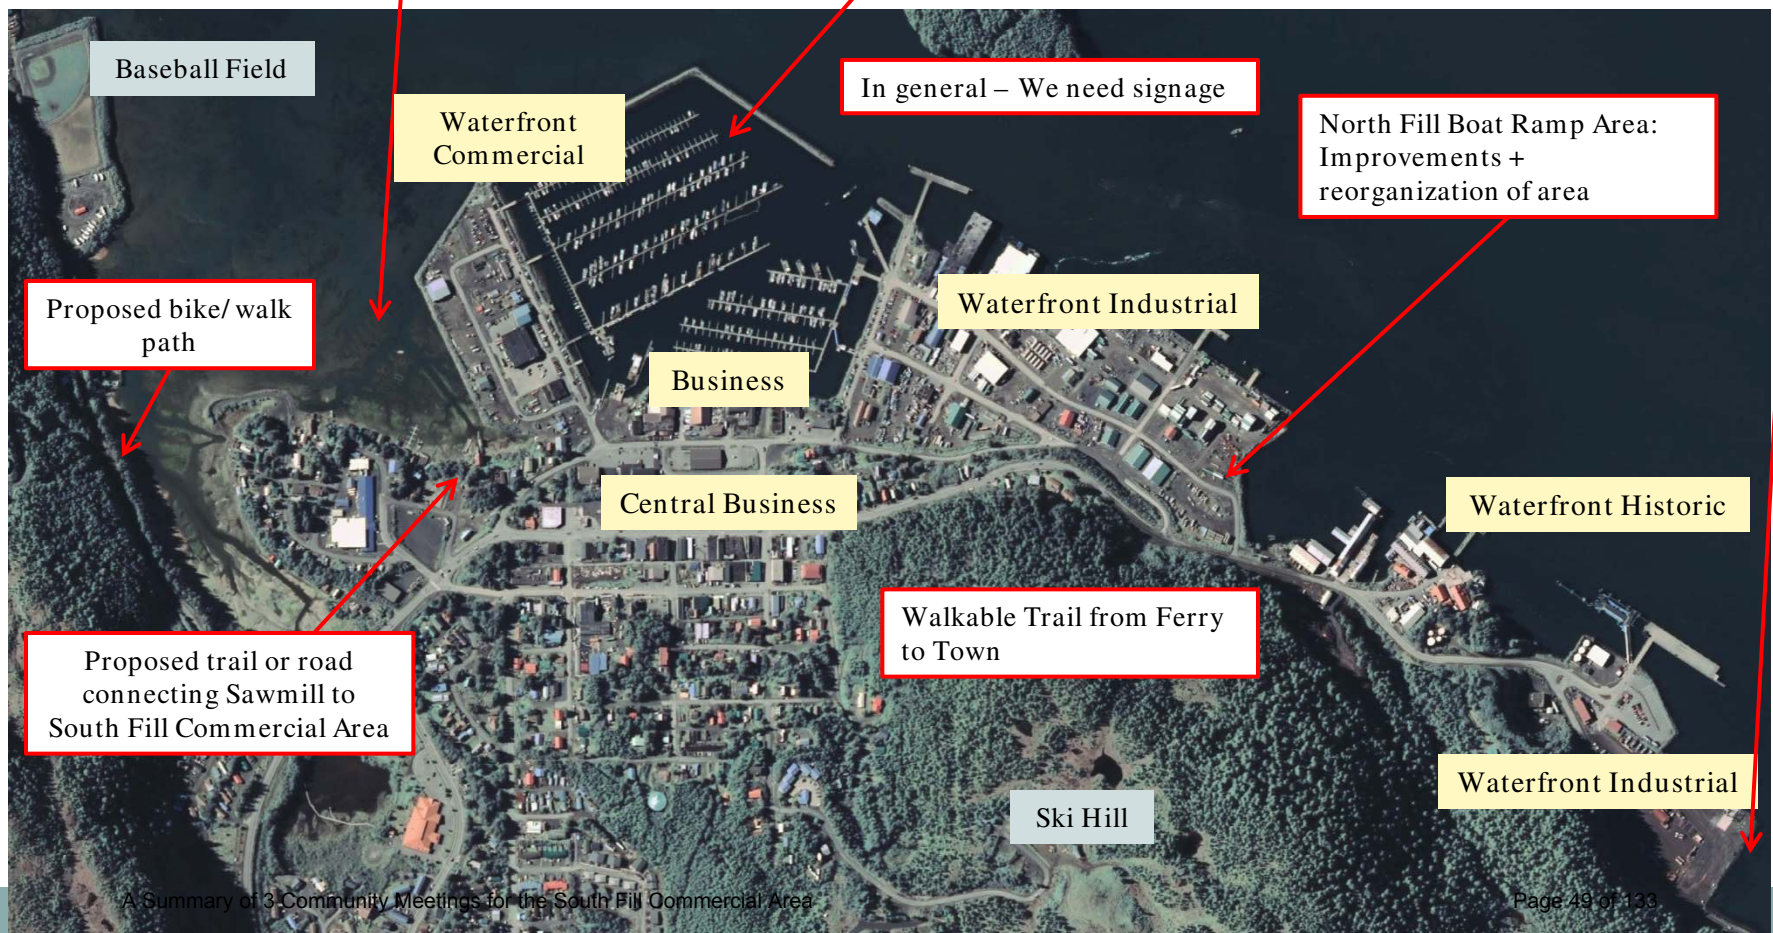 Baseball Field
Waterfront
Commercial
In general – We need signage
North Fill Boat Ramp Area:
Improvements +
reorganization of area
Proposed bike/walk
path
Waterfront Industrial
Business
Central Business
Waterfront Historic
Walkable Trail from Ferry
to Town
Proposed trail or road
connecting Sawmill to
South Fill Commercial Area
Waterfront Industrial
Ski Hill
A Summary of 3 Community Meetings for the South Fill Commercial Area
Page 49 of 133